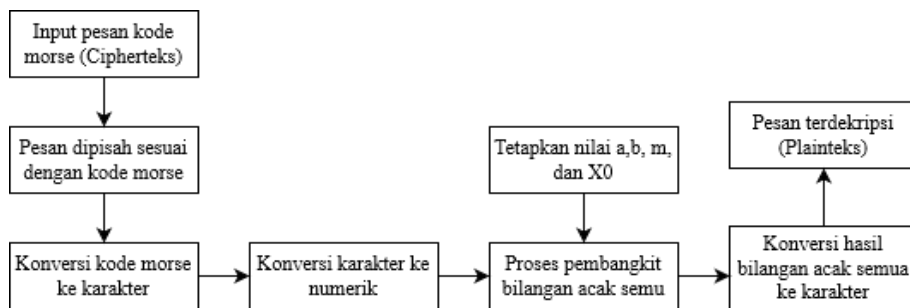 Input pesan kode
morse (Cipherteks)
Pesan dipisah sesuai
dengan kode morse
Konversi kode morse
ke karakter
Konversi karakter ke
numerik
Tetapkan nilai a,b, m,
dan X0
Proses pembangkit
bilangan acak semu
Konversi hasil
bilangan acak semua
ke karakter
Pesan terdekripsi
(Plainteks)